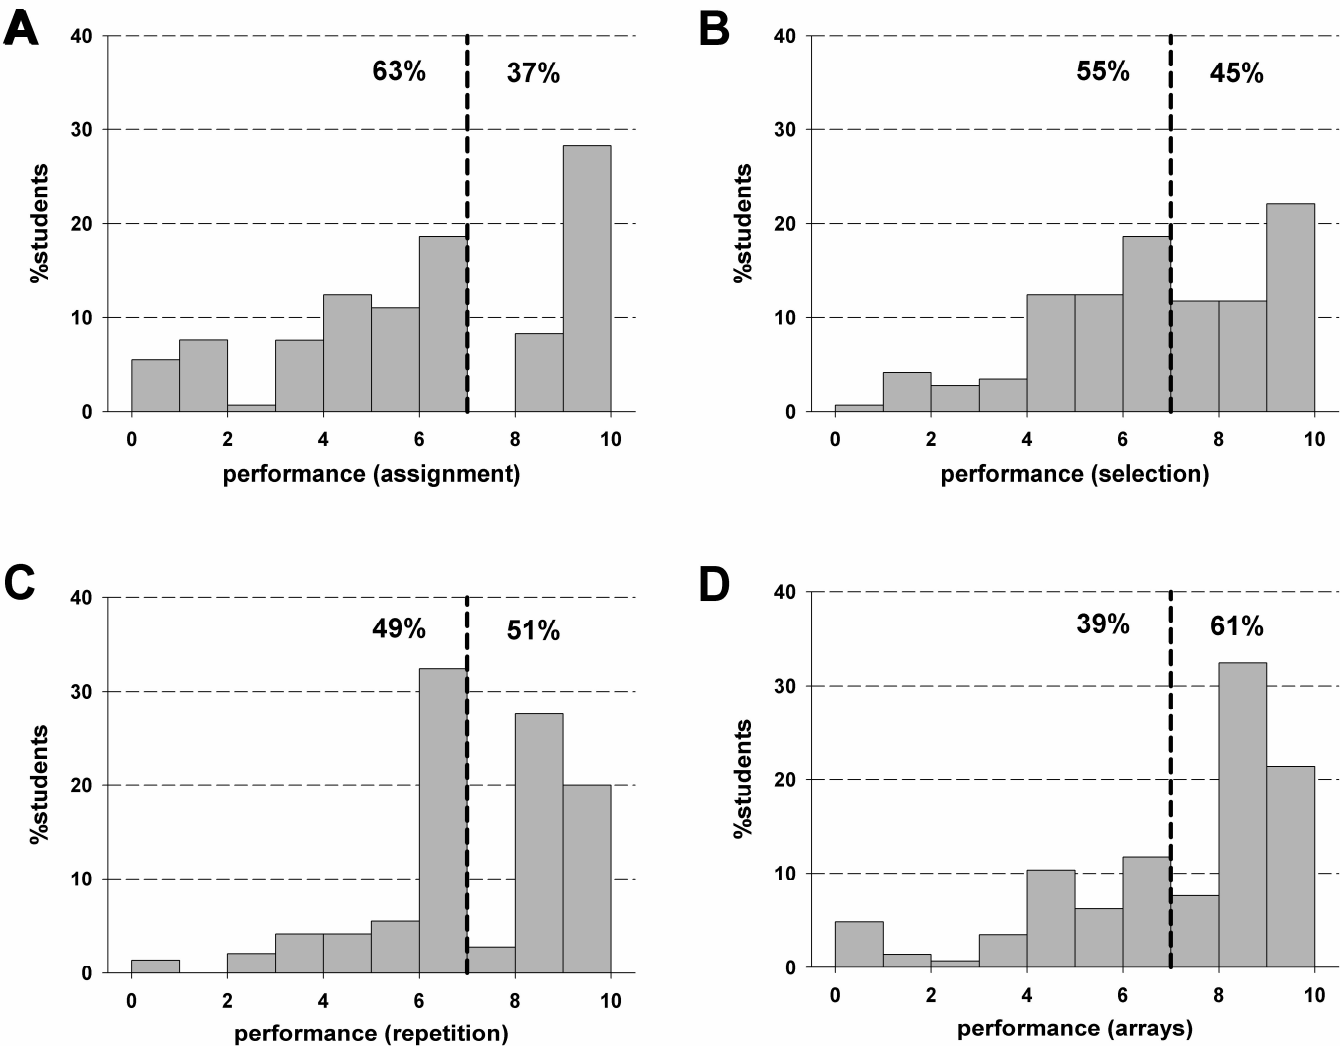 A
40
30
20
10
0
%students
63%
37%
0 2 4 6 8 10
performance (assignment)
B
40
30
20
10
0
%students
55%
45%
0 2 4 6 8 10
performance (selection)
C
40
30
20
10
0
%students
49%
51%
0 2 4 6 8 10
performance (repetition)
D
40
30
20
10
0
%students
39%
61%
0 2 4 6 8 10
performance (arrays)